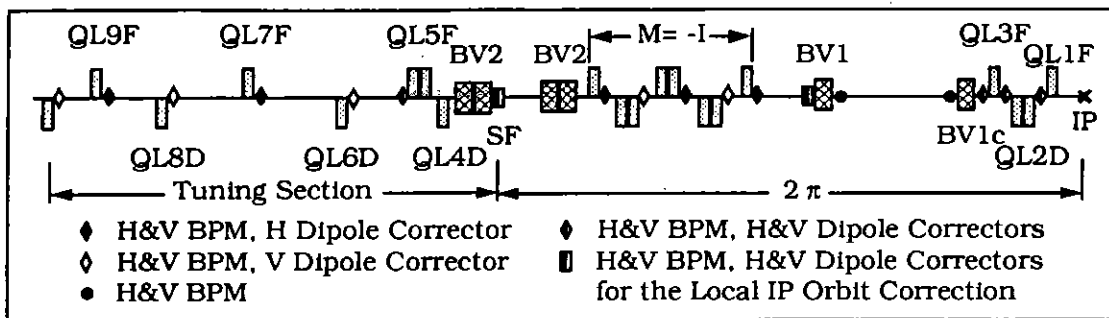 QL9F QL7F QL5F BV2 BV2 M= -I BV1 QL3F QL1F
QL8D QL6D QL4D SF BV1c QL2D IP
Tuning Section 2 π
H&V BPM, H Dipole Corrector
H&V BPM, V Dipole Corrector
H&V BPM
H&V BPM, H&V Dipole Correctors
H&V BPM, H&V Dipole Correctors
for the Local IP Orbit Correction